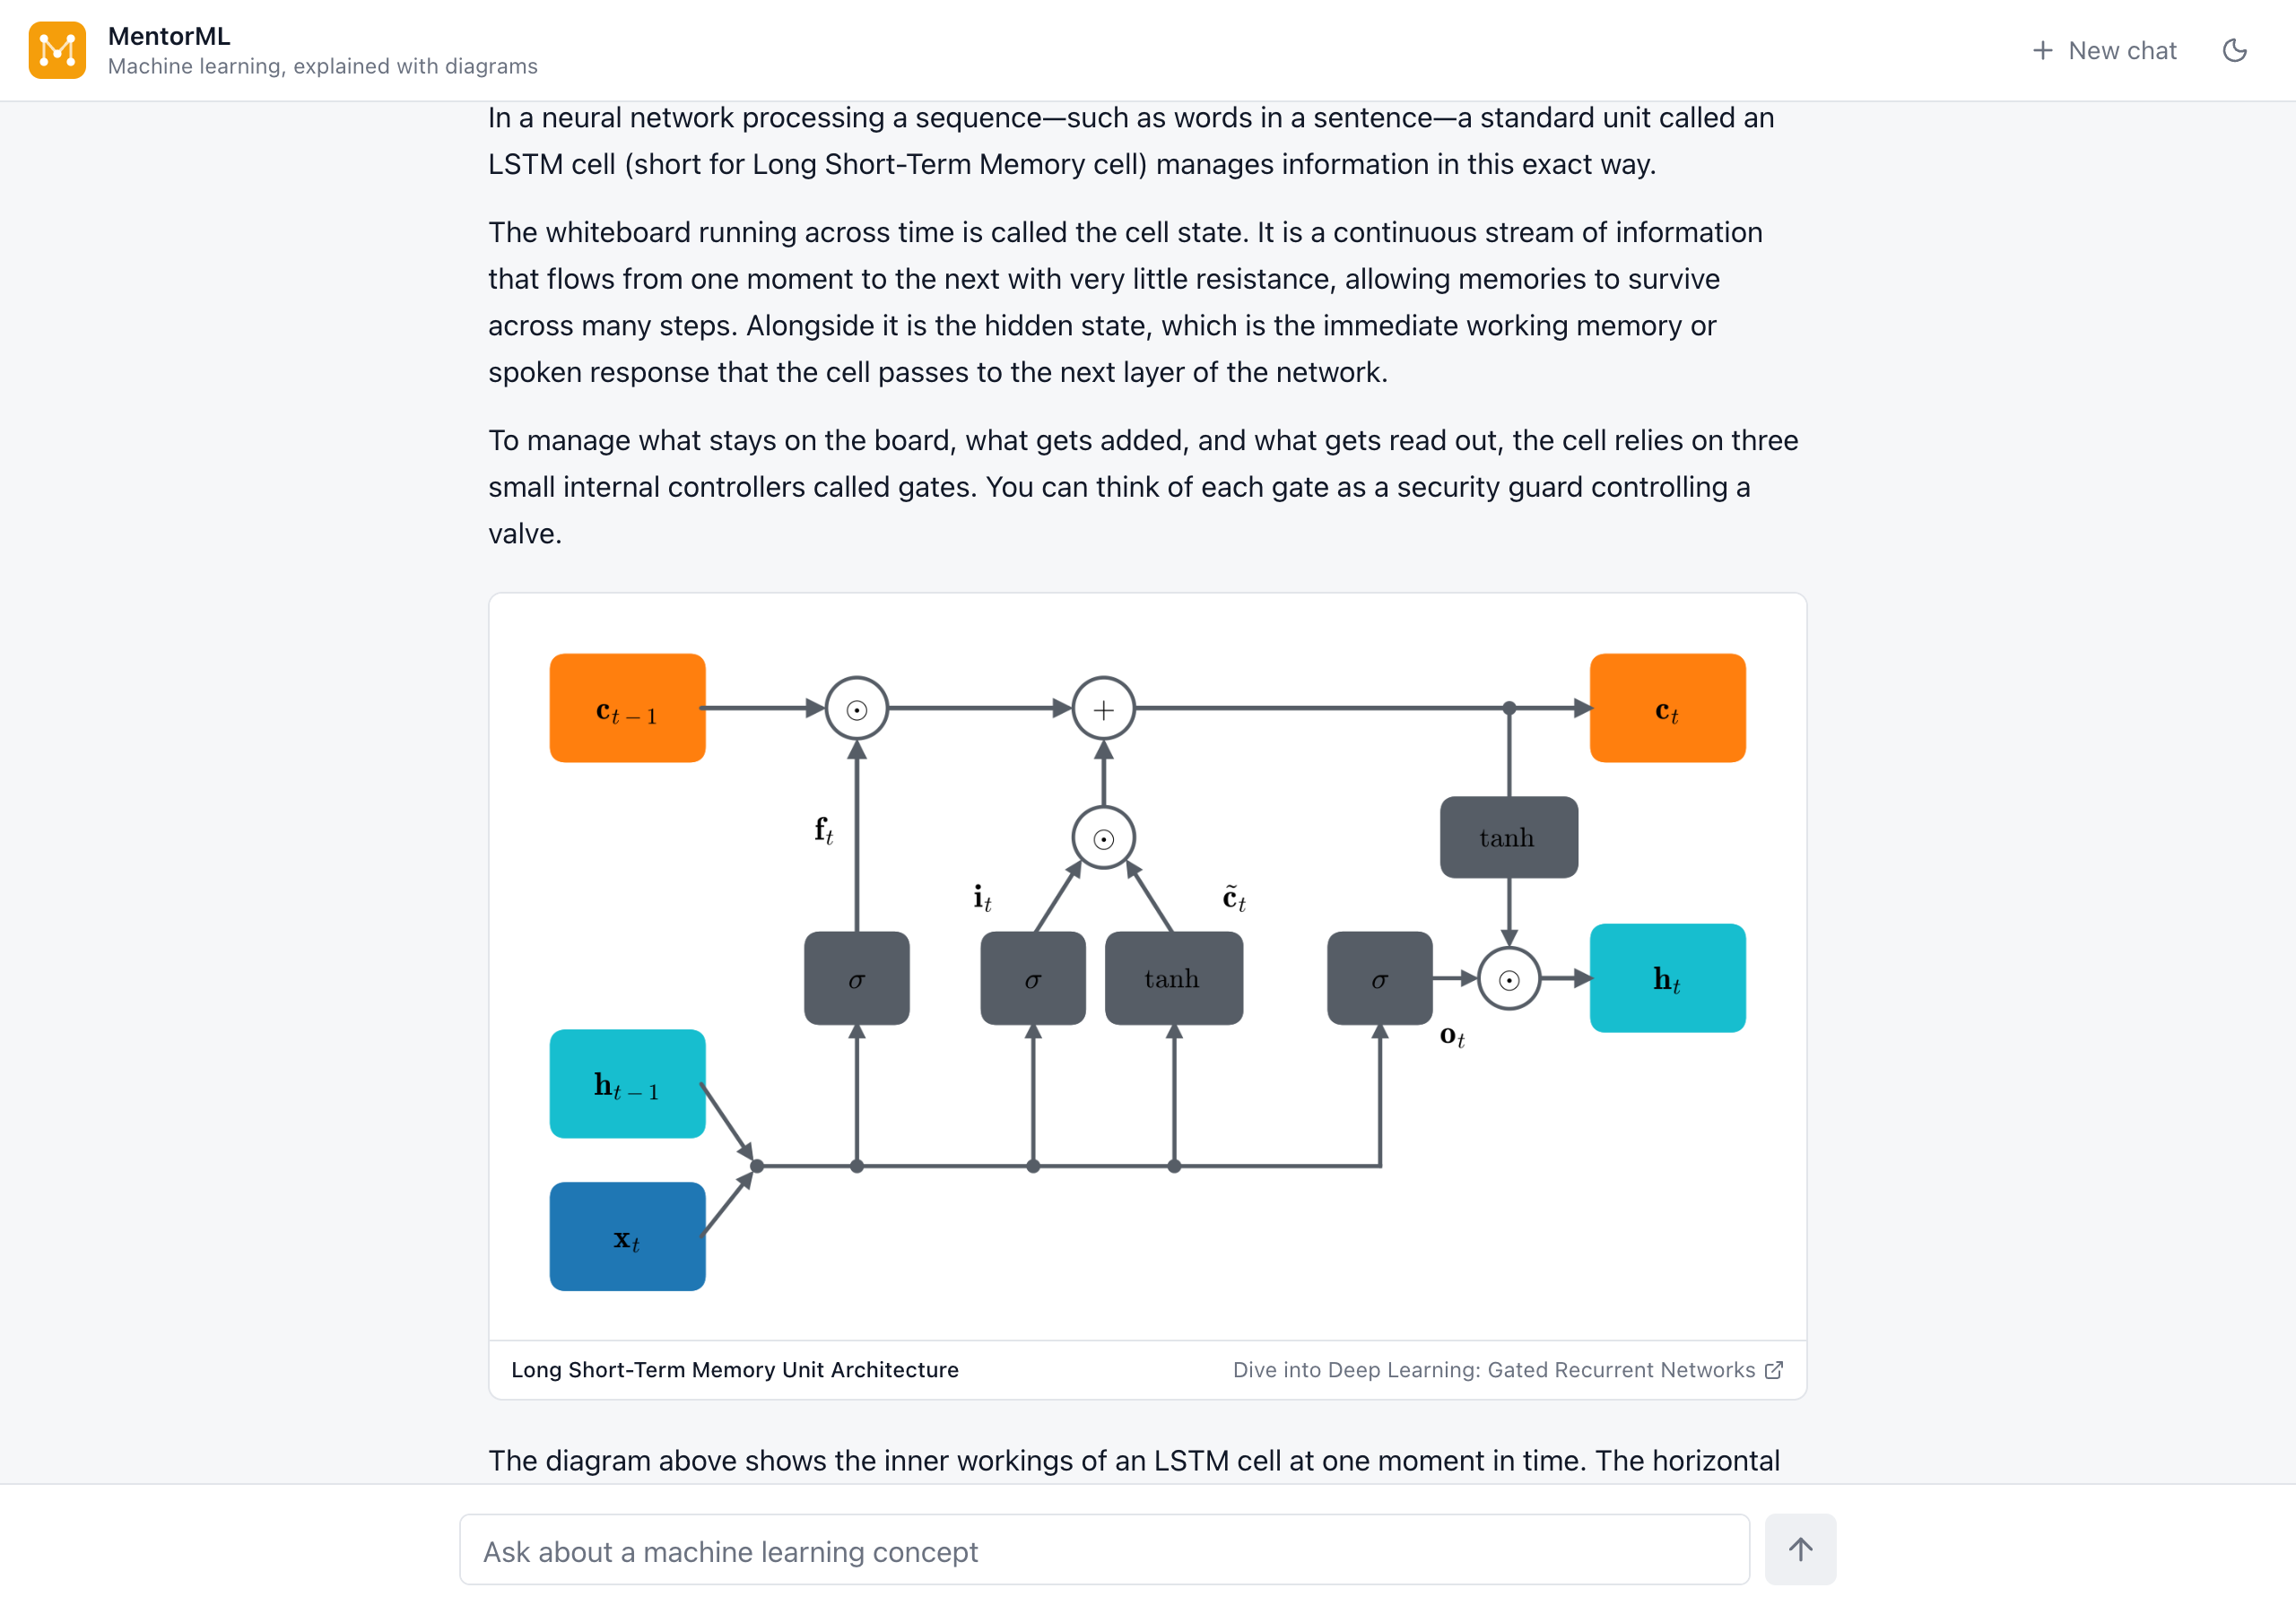 MentorML
Machine learning, explained with diagrams
New chat
In a neural network processing a sequence—such as words in a sentence—a standard unit called an
LSTM cell (short for Long Short-Term Memory cell) manages information in this exact way.
The whiteboard running across time is called the cell state. It is a continuous stream of information
that flows from one moment to the next with very little resistance, allowing memories to survive
across many steps. Alongside it is the hidden state, which is the immediate working memory or
spoken response that the cell passes to the next layer of the network.
To manage what stays on the board, what gets added, and what gets read out, the cell relies on three
small internal controllers called gates. You can think of each gate as a security guard controlling a
valve.
c_{t−1} ⊙ + c_t
f_t ⊙ tanh
i_t c̃_t
σ σ tanh σ ⊙ h_t
o_t
h_{t−1}
x_t
Long Short-Term Memory Unit Architecture
Dive into Deep Learning: Gated Recurrent Networks
The diagram above shows the inner workings of an LSTM cell at one moment in time. The horizontal
Ask about a machine learning concept